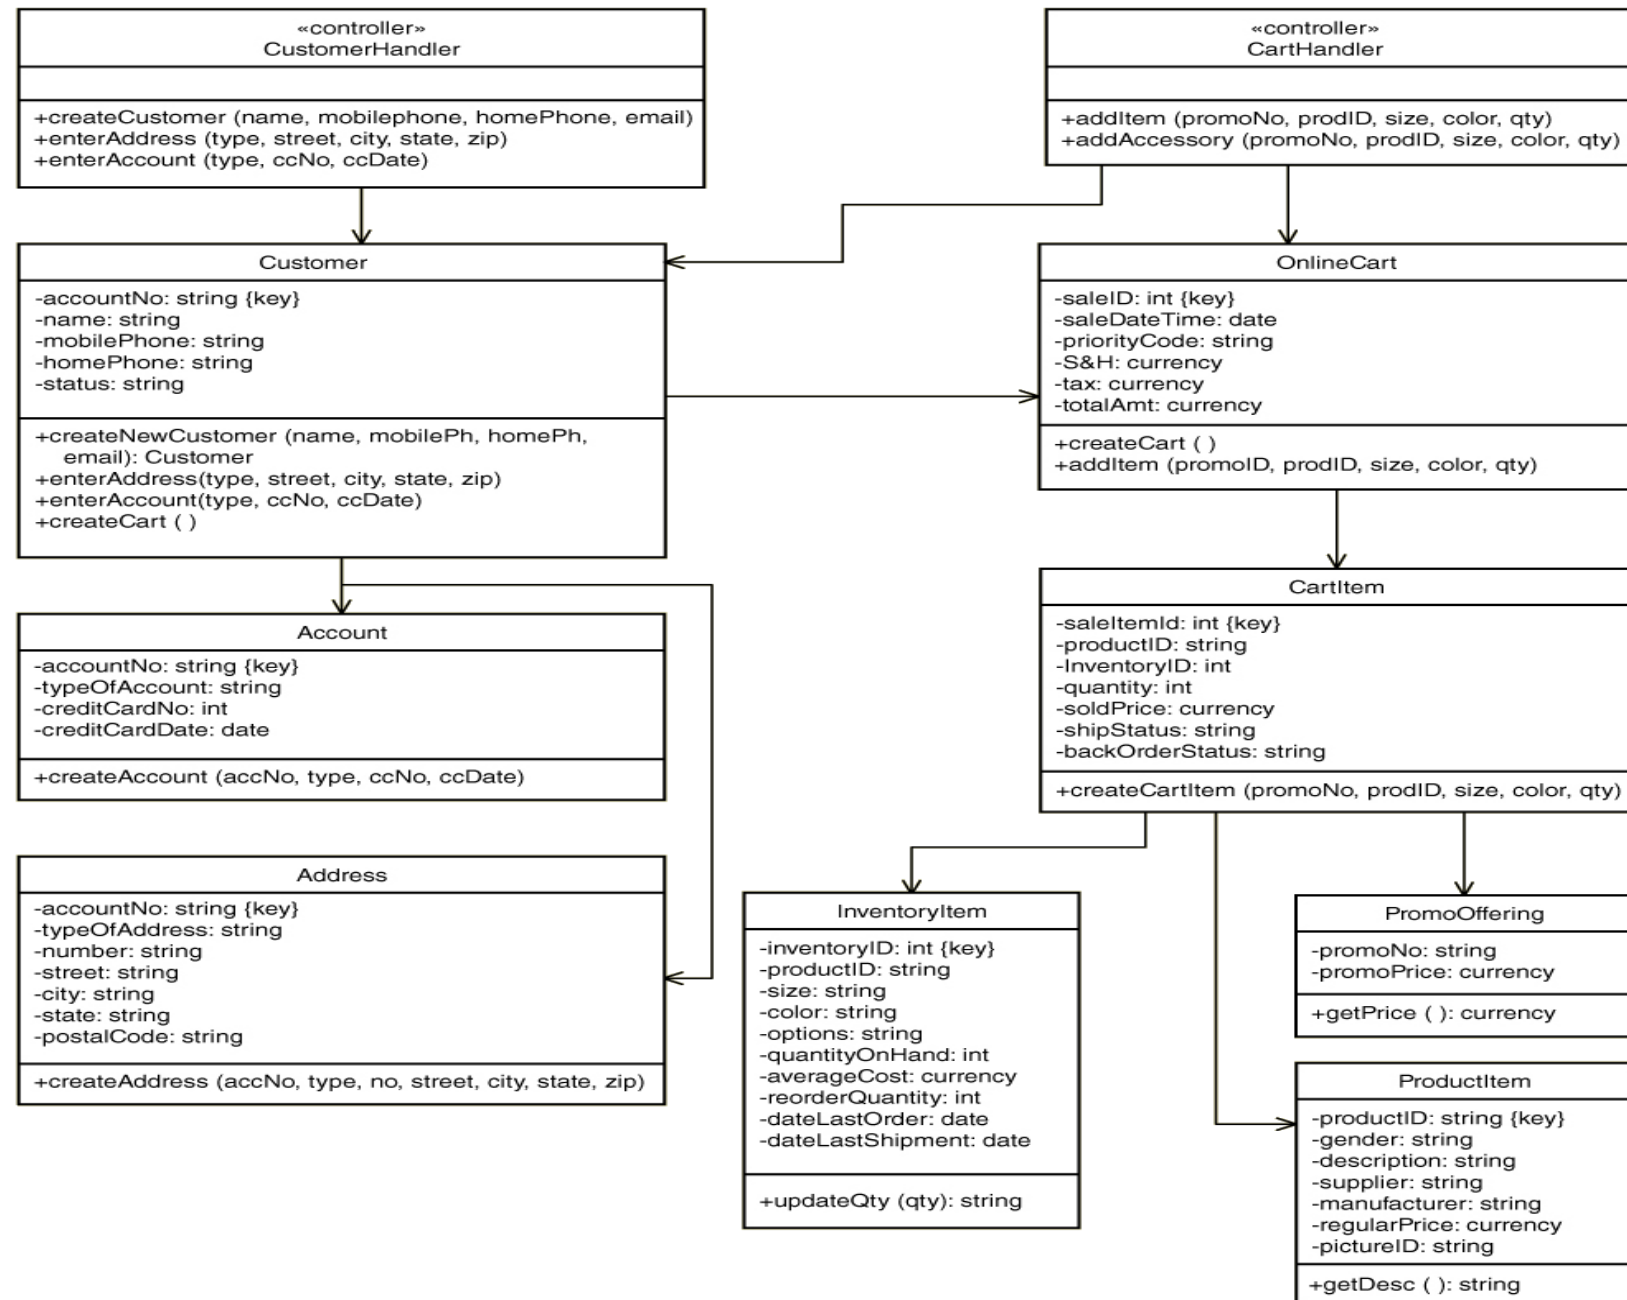 «controller»
CustomerHandler
+createCustomer (name, mobilephone, homePhone, email)
+enterAddress (type, street, city, state, zip)
+enterAccount (type, ccNo, ccDate)
«controller»
CartHandler
+addItem (promoNo, prodID, size, color, qty)
+addAccessory (promoNo, prodID, size, color, qty)
Customer
-accountNo: string {key}
-name: string
-mobilePhone: string
-homePhone: string
-status: string
+createNewCustomer (name, mobilePh, homePh,
email): Customer
+enterAddress(type, street, city, state, zip)
+enterAccount(type, ccNo, ccDate)
+createCart ( )
OnlineCart
-saleID: int {key}
-saleDateTime: date
-priorityCode: string
-S&H: currency
-tax: currency
-totalAmt: currency
+createCart ( )
+addItem (promoID, prodID, size, color, qty)
Account
-accountNo: string {key}
-typeOfAccount: string
-creditCardNo: int
-creditCardDate: date
+createAccount (accNo, type, ccNo, ccDate)
CartItem
-saleItemId: int {key}
-productID: string
-InventoryID: int
-quantity: int
-soldPrice: currency
-shipStatus: string
-backOrderStatus: string
+createCartItem (promoNo, prodID, size, color, qty)
Address
-accountNo: string {key}
-typeOfAddress: string
-number: string
-street: string
-city: string
-state: string
-postalCode: string
+createAddress (accNo, type, no, street, city, state, zip)
InventoryItem
-inventoryID: int {key}
-productID: string
-size: string
-color: string
-options: string
-quantityOnHand: int
-averageCost: currency
-reorderQuantity: int
-dateLastOrder: date
-dateLastShipment: date
+updateQty (qty): string
PromoOffering
-promoNo: string
-promoPrice: currency
+getPrice ( ): currency
ProductItem
-productID: string {key}
-gender: string
-description: string
-supplier: string
-manufacturer: string
-regularPrice: currency
-pictureID: string
+getDesc ( ): string